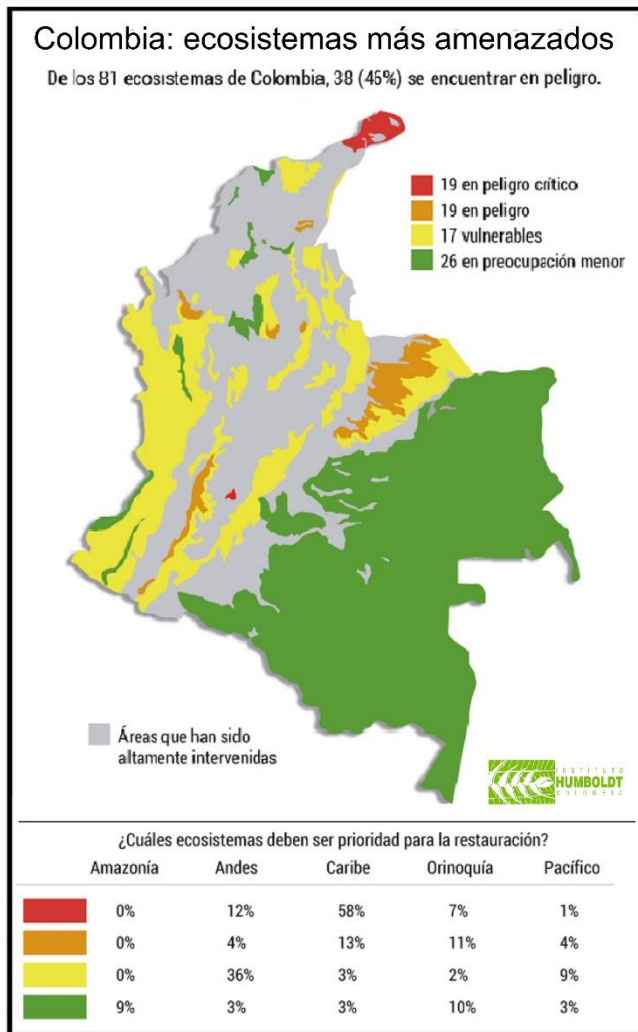 Colombia: ecosistemas más amenazados
De los 81 ecosistemas de Colombia, 38 (46%) se encuentrar en peligro.
19 en peligro crítico
19 en peligro
17 vulnerables
26 en preocupación menor
Áreas que han sido
altamente intervenidas
INSTITUTO
HUMBOLDT
COLOMBIA
¿Cuáles ecosistemas deben ser prioridad para la restauración?
Amazonía Andes Caribe Orinoquía Pacífico
0% 12% 58% 7% 1%
0% 4% 13% 11% 4%
0% 36% 3% 2% 9%
9% 3% 3% 10% 3%